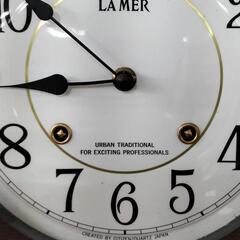 LA MER
10
2
9
3
URBAN TRADITIONAL
FOR EXCITING PROFESSIONALS
8
4
7
6
5
CREATED BY CITIZEN/QUARTZ JAPAN